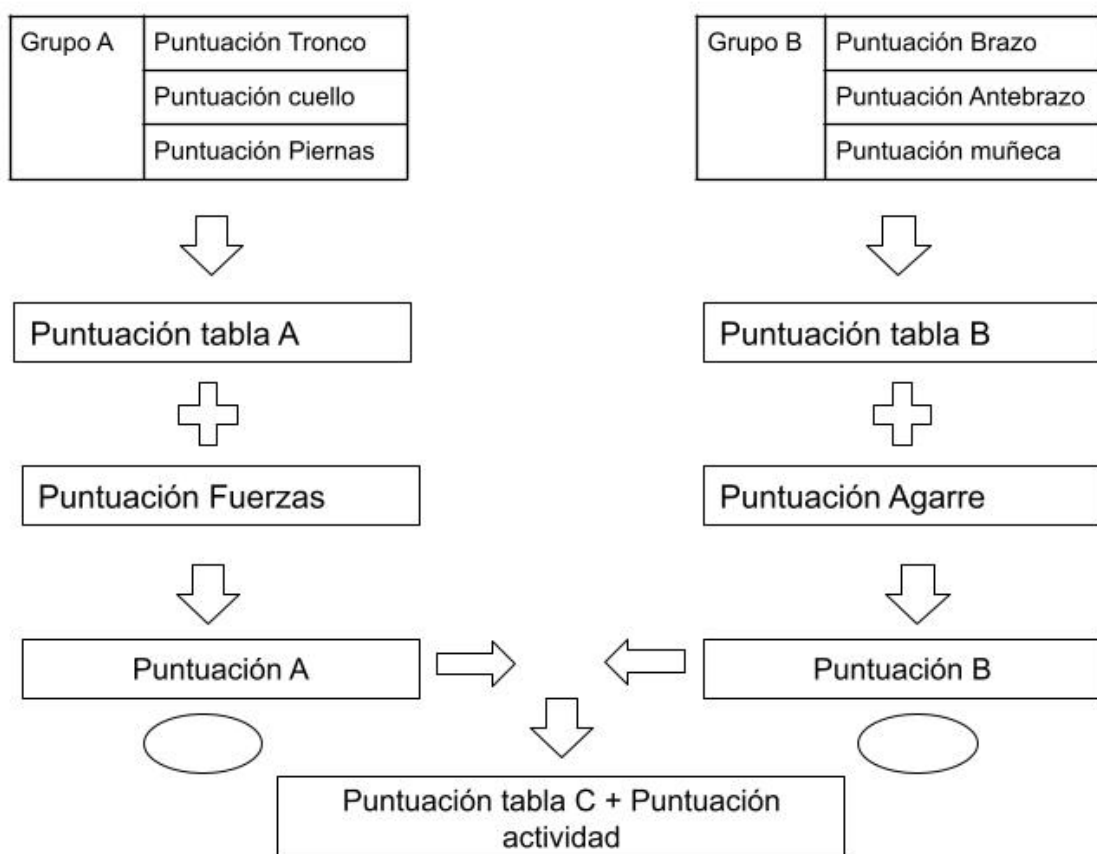 Grupo A
Puntuación Tronco
Puntuación cuello
Puntuación Piernas
Grupo B
Puntuación Brazo
Puntuación Antebrazo
Puntuación muñeca
Puntuación tabla A
Puntuación tabla B
Puntuación Fuerzas
Puntuación Agarre
Puntuación A
Puntuación B
Puntuación tabla C + Puntuación
actividad